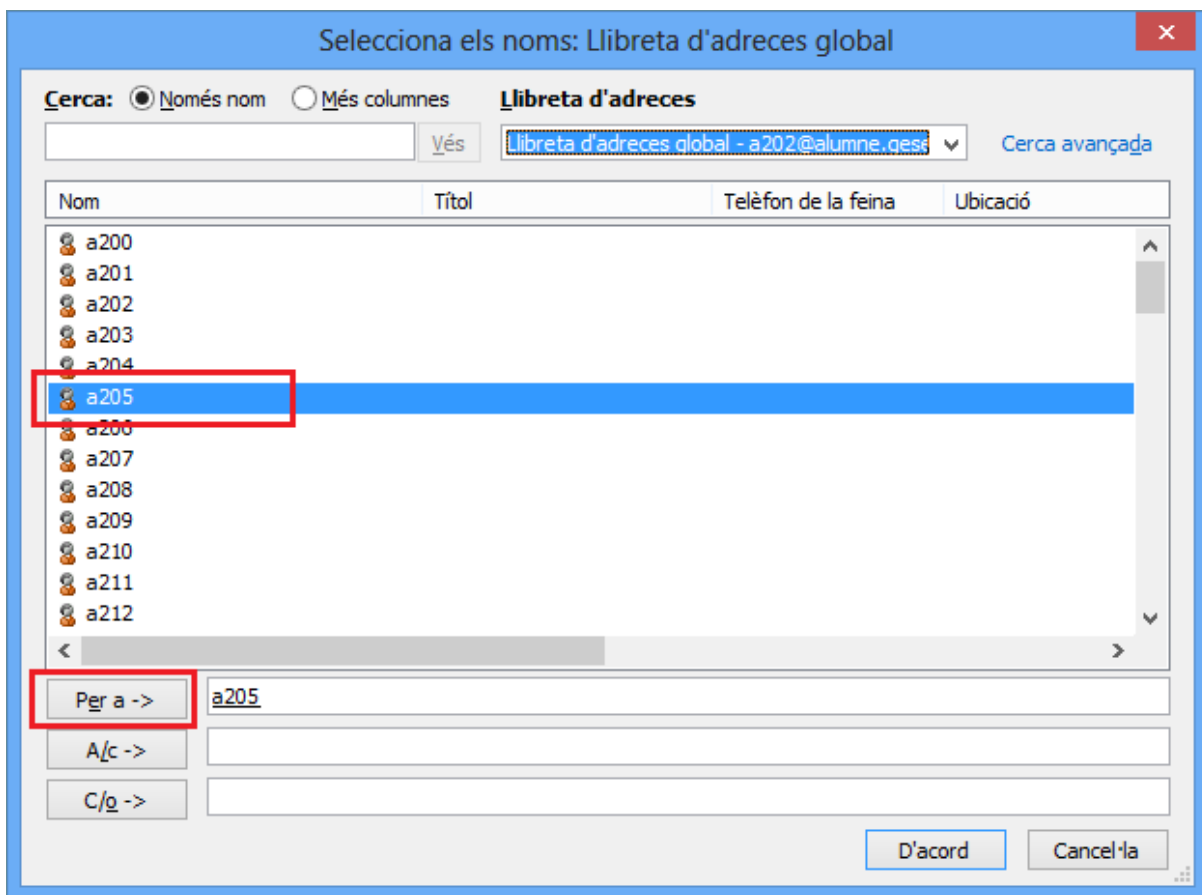 Selecciona els noms: Llibreta d'adreces global
Cerca: Només nom Més columnes Llibreta d'adreces
Vés Llibreta d'adreces global - a202@alumne.gese Cerca avançada
Nom Títol Telèfon de la feina Ubicació
a200
a201
a202
a203
a204
a205
a206
a207
a208
a209
a210
a211
a212
Per a -> a205
A/c ->
C/o ->
D'acord Cancel·la